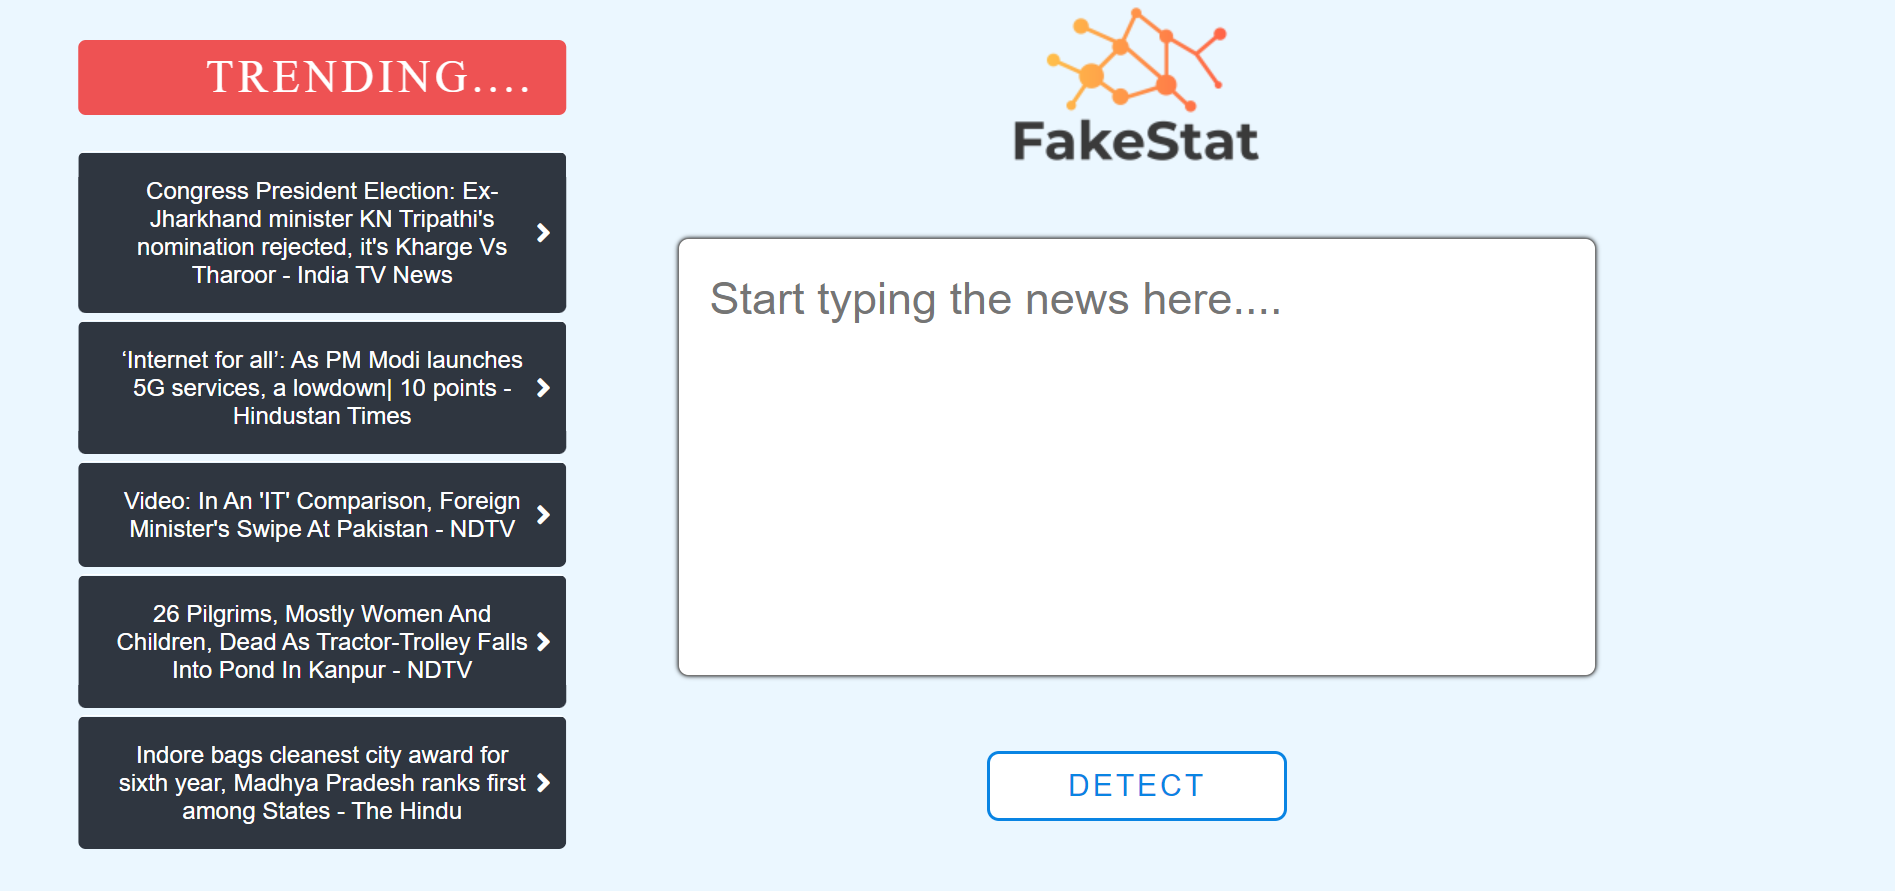 TRENDING....
Congress President Election: Ex-
Jharkhand minister KN Tripathi's
nomination rejected, it's Kharge Vs
Tharoor - India TV News
‘Internet for all’: As PM Modi launches
5G services, a lowdown| 10 points -
Hindustan Times
Video: In An 'IT' Comparison, Foreign
Minister's Swipe At Pakistan - NDTV
26 Pilgrims, Mostly Women And
Children, Dead As Tractor-Trolley Falls
Into Pond In Kanpur - NDTV
Indore bags cleanest city award for
sixth year, Madhya Pradesh ranks first
among States - The Hindu
FakeStat
Start typing the news here....
DETECT